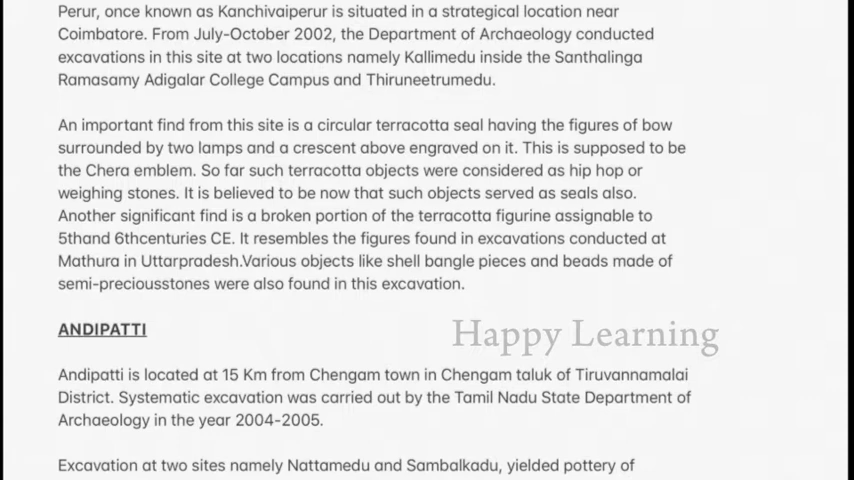 Perur, once known as Kanchivaiperur is situated in a strategical location near
Coimbatore. From July-October 2002, the Department of Archaeology conducted
excavations in this site at two locations namely Kallimedu inside the Santhalinga
Ramasamy Adigalar College Campus and Thiruneetrumedu.
An important find from this site is a circular terracotta seal having the figures of bow
surrounded by two lamps and a crescent above engraved on it. This is supposed to be
the Chera emblem. So far such terracotta objects were considered as hip hop or
weighing stones. It is believed to be now that such objects served as seals also.
Another significant find is a broken portion of the terracotta figurine assignable to
5thand 6thcenturies CE. It resembles the figures found in excavations conducted at
Mathura in Uttarpradesh.Various objects like shell bangle pieces and beads made of
semi-preciousstones were also found in this excavation.
ANDIPATTI
Happy Learning
Andipatti is located at 15 Km from Chengam town in Chengam taluk of Tiruvannamalai
District. Systematic excavation was carried out by the Tamil Nadu State Department of
Archaeology in the year 2004-2005.
Excavation at two sites namely Nattamedu and Sambalkadu, yielded pottery of